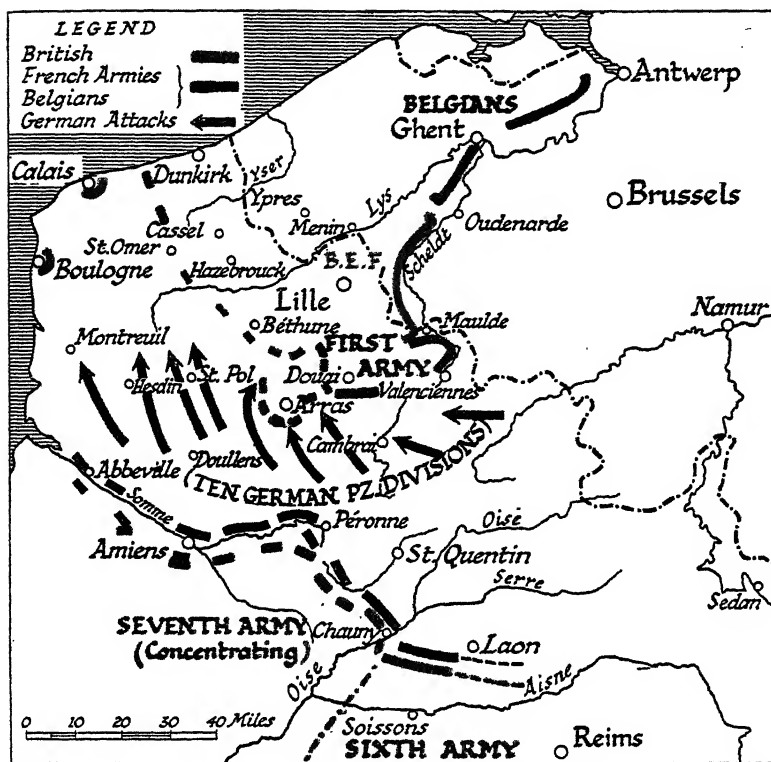 LEGEND
British
French Armies
Belgians
German Attacks
Antwerp
BELGIANS
Ghent
Calais
Dunkirk
Yser
Ypres
Lys
Brussels
Cassel
Menin
Oudenarde
St.Omer
Scheldt
Boulogne
Hazebrouck
B.E.F.
Lille
Namur
Béthune
Maulde
Montreuil
FIRST
ARMY
Hesdin
St.Pol
Douai
Valenciennes
Arras
Cambrai
Abbeville
Doullens
(TEN GERMAN PZ.DIVISIONS)
Somme
Péronne
Oise
Amiens
St.Quentin
Serre
Sedan
SEVENTH ARMY
(Concentrating)
Chauny
Laon
Oise
Aisne
0 10 20 30 40 Miles
Soissons
SIXTH ARMY
Reims